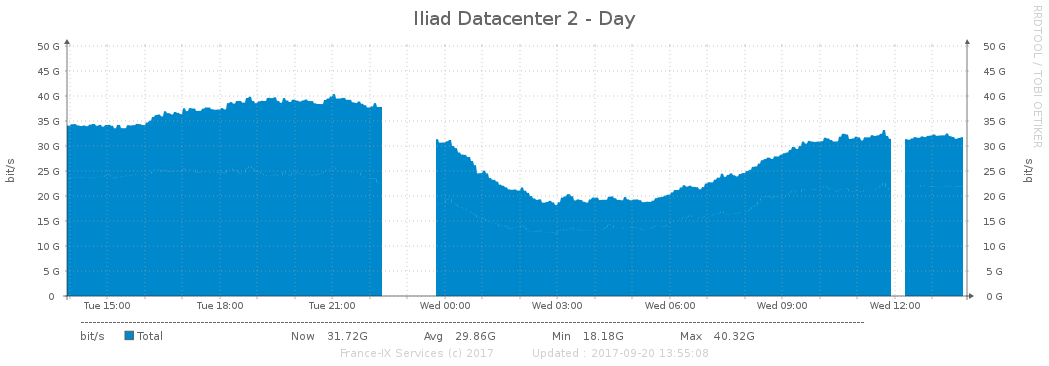 Iliad Datacenter 2 - Day
RRDTOOL / TOBI OETIKER
50 G 50 G
45 G 45 G
40 G 40 G
35 G 35 G
30 G 30 G
25 G 25 G
20 G 20 G
15 G 15 G
10 G 10 G
5 G 5 G
0 0 G
bit/s bit/s
Tue 15:00 Tue 18:00 Tue 21:00 Wed 00:00 Wed 03:00 Wed 06:00 Wed 09:00 Wed 12:00
bit/s Total Now 31.72G Avg 29.86G Min 18.18G Max 40.32G
France-IX Services (c) 2017 Updated : 2017-09-20 13:55:08